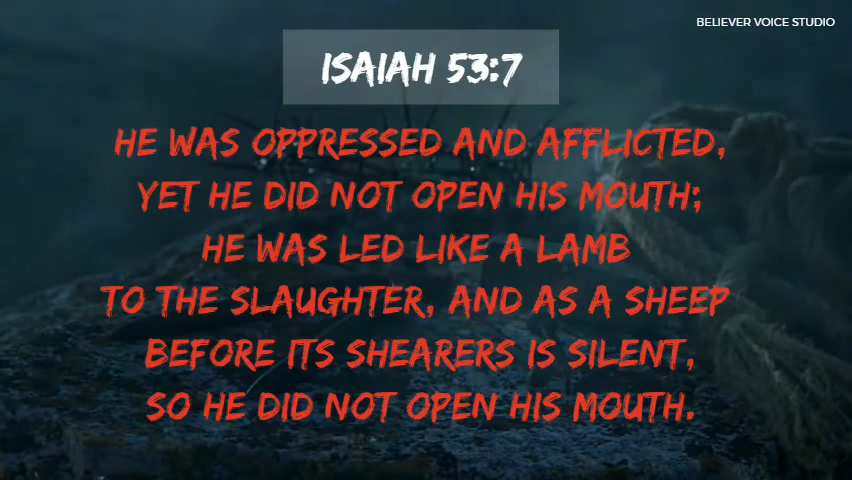 BELIEVER VOICE STUDIO
ISAIAH 53:7
HE WAS OPPRESSED AND AFFLICTED,
YET HE DID NOT OPEN HIS MOUTH;
HE WAS LED LIKE A LAMB
TO THE SLAUGHTER, AND AS A SHEEP
BEFORE ITS SHEARERS IS SILENT,
SO HE DID NOT OPEN HIS MOUTH.